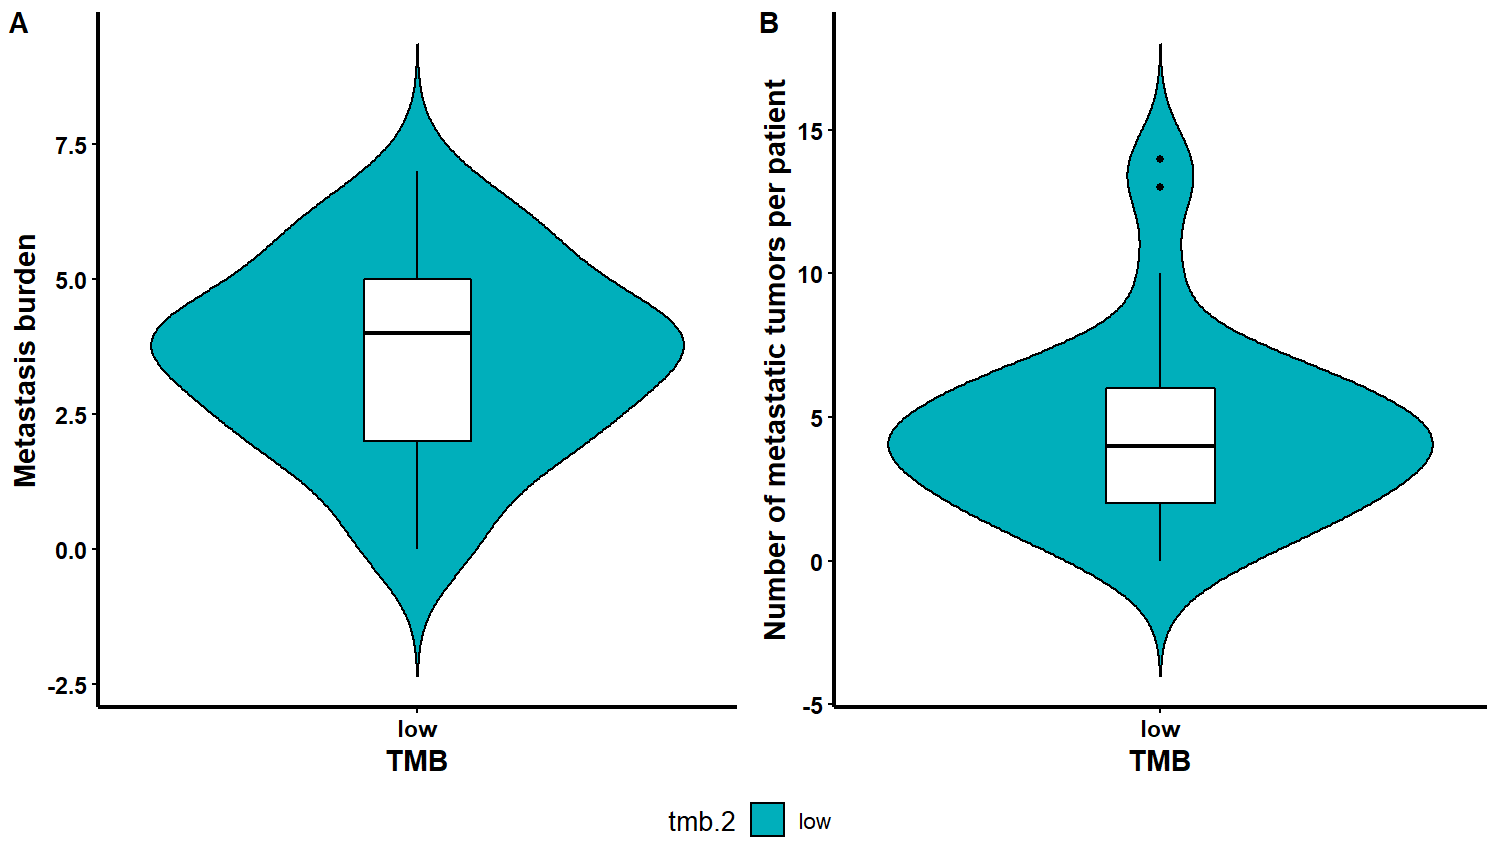 A
Metastasis burden
7.5
5.0
2.5
0.0
-2.5
low
TMB
B
Number of metastatic tumors per patient
15
10
5
0
-5
low
TMB
tmb.2 low